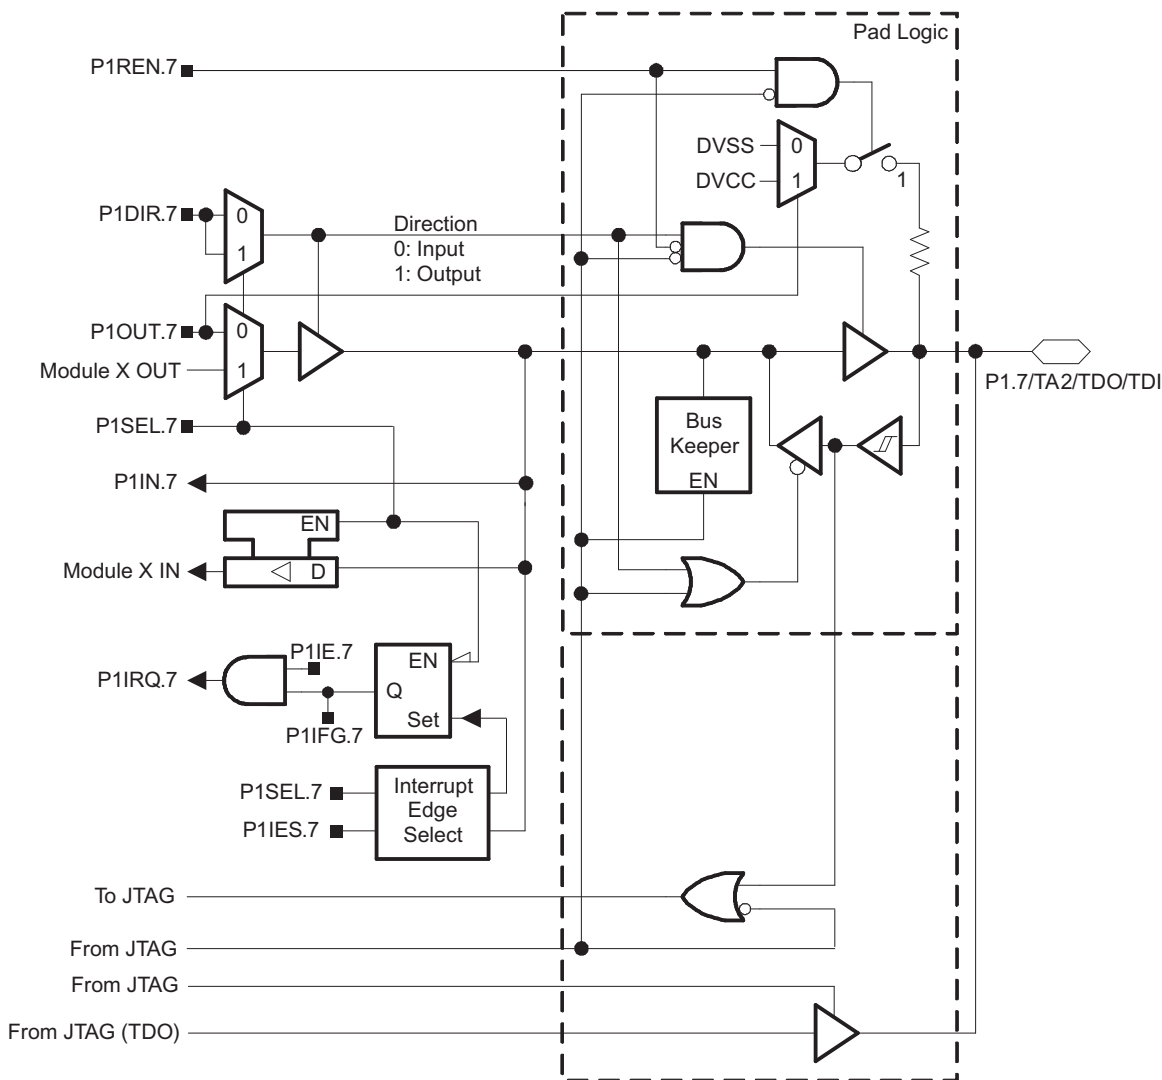 Pad Logic
P1REN.7
DVSS
0
DVCC
1
1
P1DIR.7
0
1
Direction
0: Input
1: Output
P1OUT.7
0
Module X OUT
1
P1.7/TA2/TDO/TDI
P1SEL.7
Bus
Keeper
EN
P1IN.7
EN
Module X IN
D
P1IE.7
EN
P1IRQ.7
Q
Set
P1IFG.7
P1SEL.7
P1IES.7
Interrupt
Edge
Select
To JTAG
From JTAG
From JTAG
From JTAG (TDO)